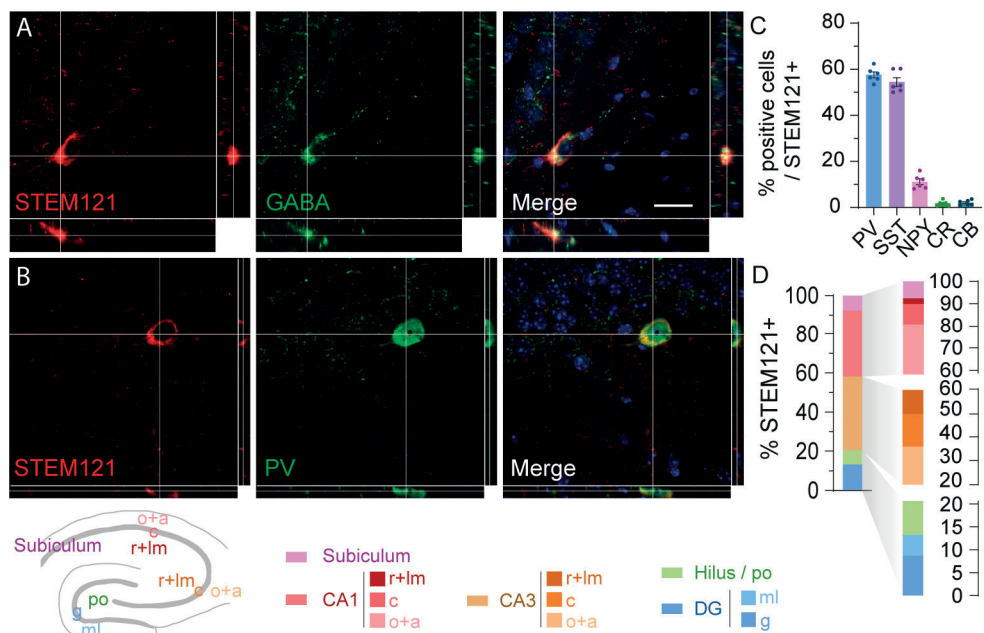 A
STEM121
GABA
Merge
B
STEM121
PV
Merge
C
% positive cells
/ STEM121+
80
60
40
20
0
PV
SST
NPY
CR
CB
D
% STEM121+
100
80
60
40
20
0
100
90
80
70
60
60
60
50
40
30
20
20
15
10
5
0
Subiculum
o+a
c
r+lm
r+lm
c
o+a
po
g
ml
Subiculum
CA1
r+lm
c
o+a
CA3
r+lm
c
o+a
Hilus / po
DG
ml
g